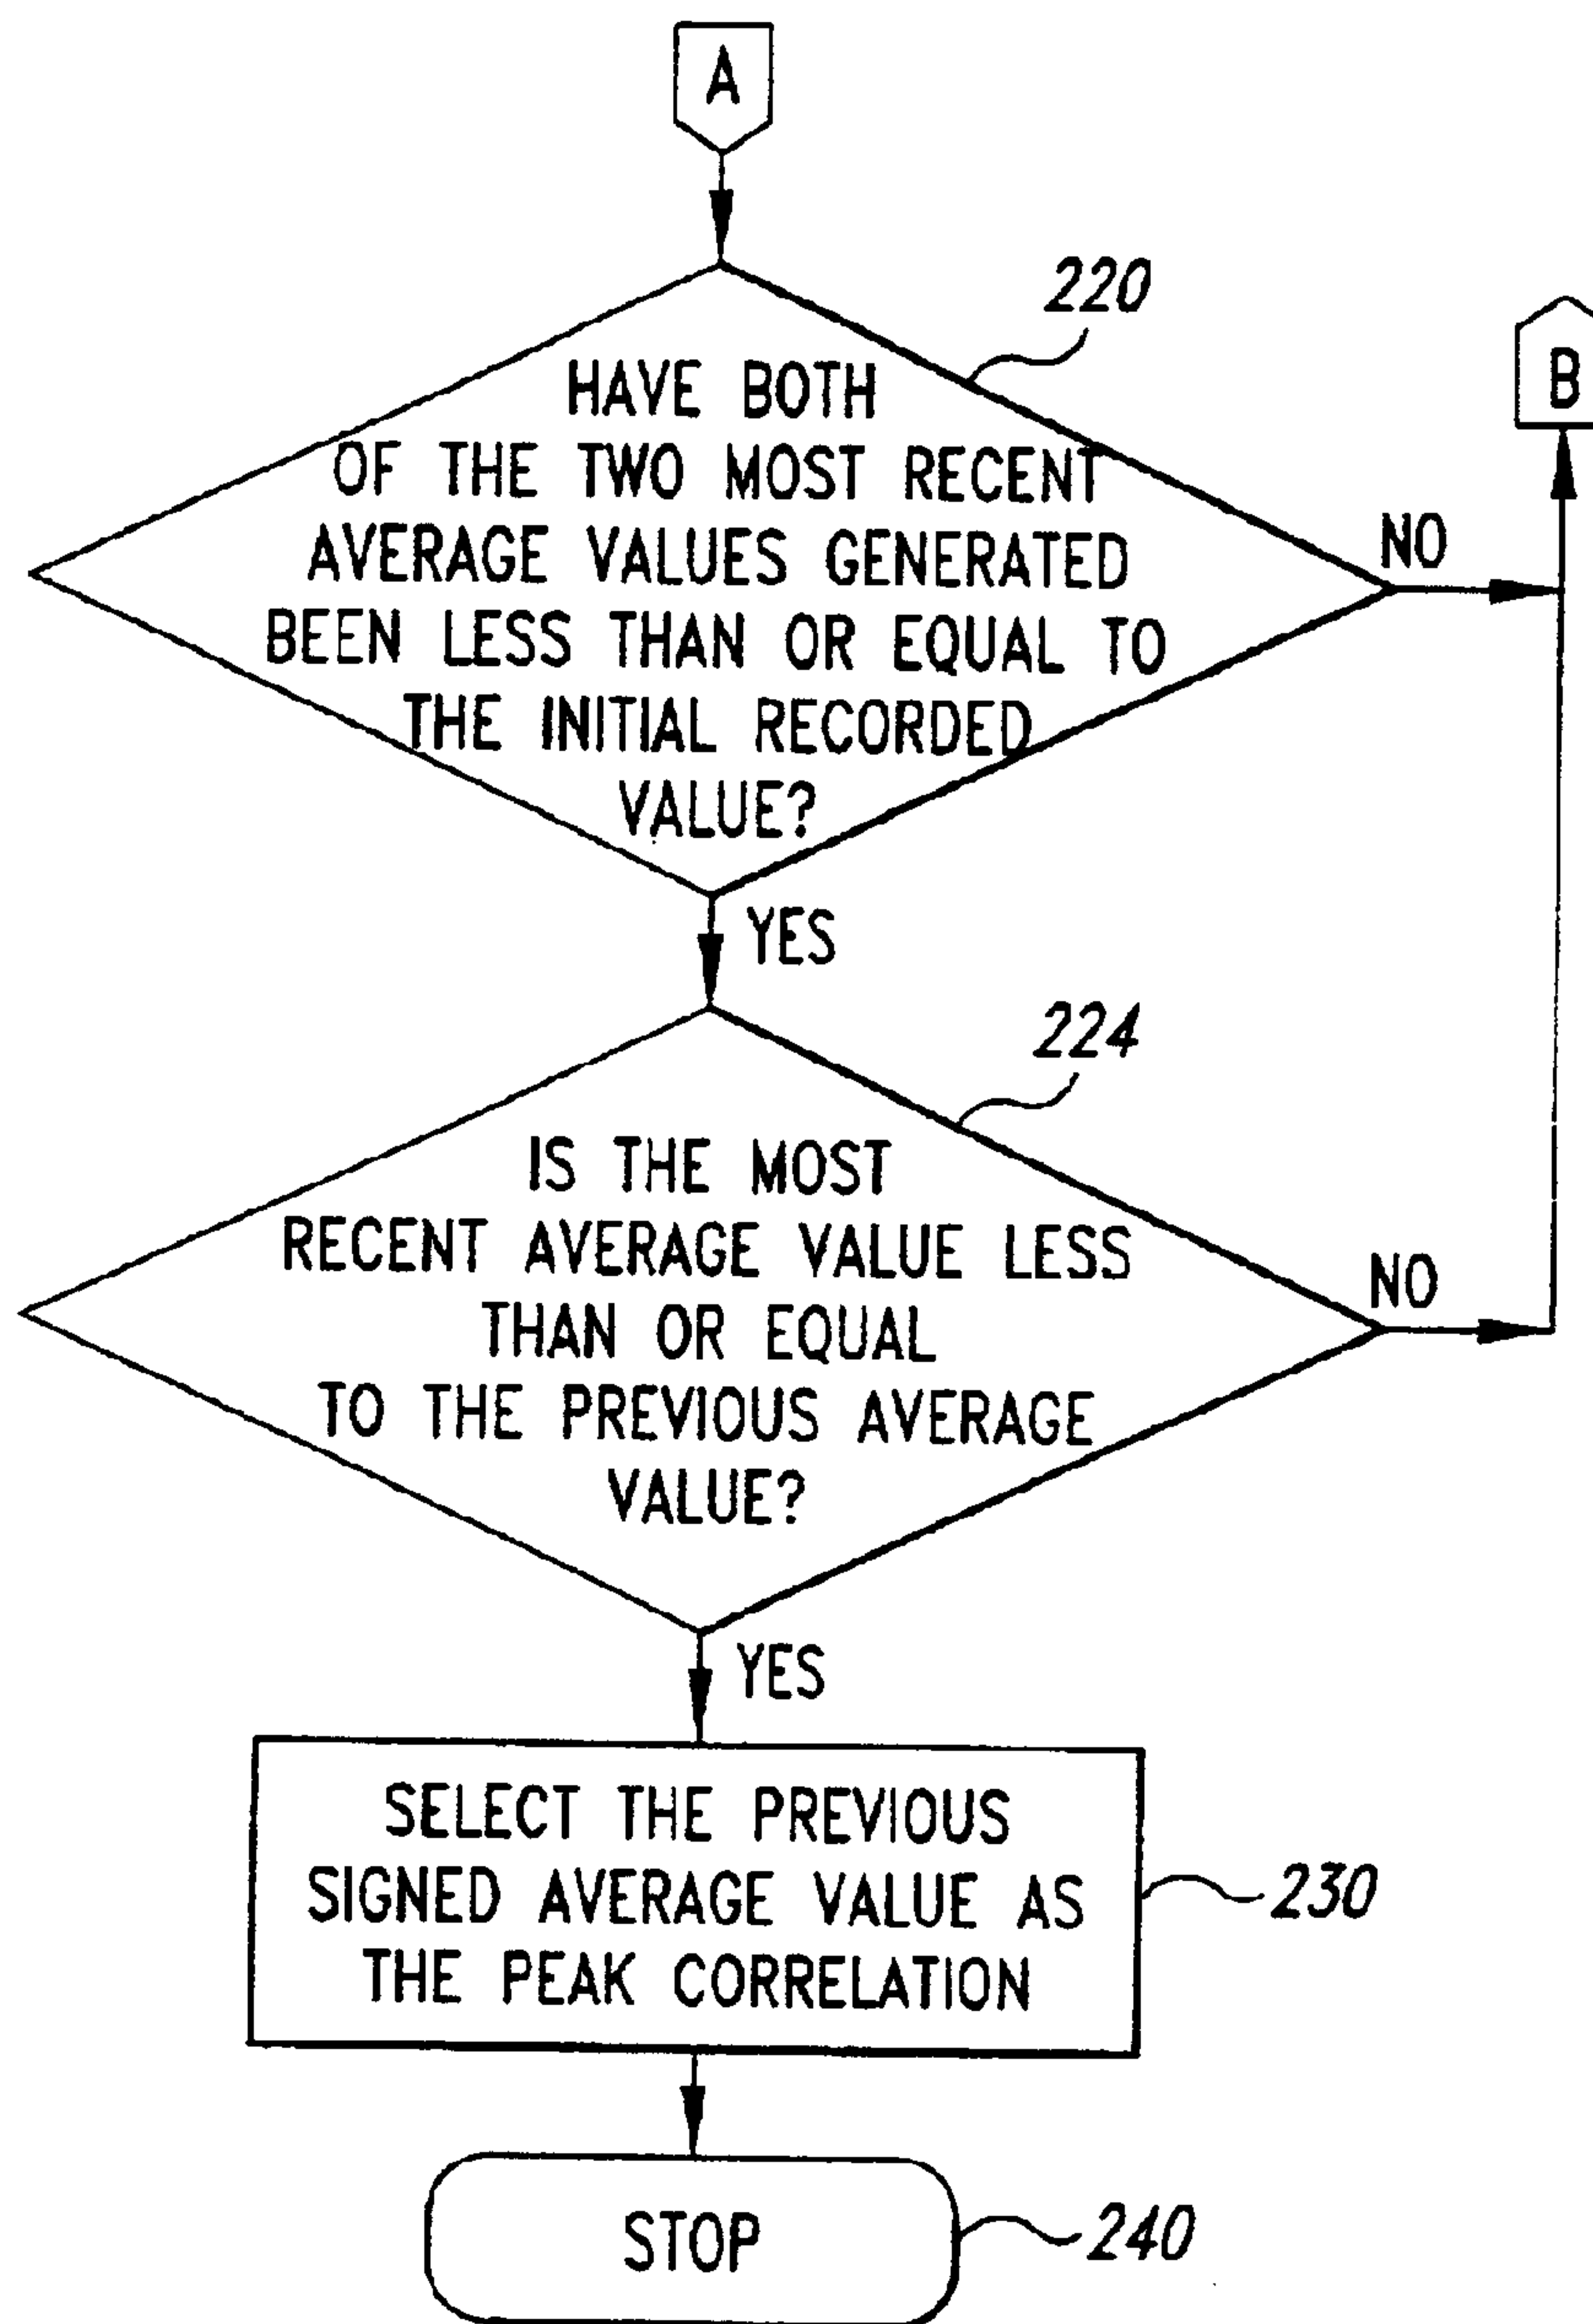 A
220
HAVE BOTH
OF THE TWO MOST RECENT
AVERAGE VALUES GENERATED
BEEN LESS THAN OR EQUAL TO
THE INITIAL RECORDED
VALUE?
B
NO
YES
224
IS THE MOST
RECENT AVERAGE VALUE LESS
THAN OR EQUAL
TO THE PREVIOUS AVERAGE
VALUE?
NO
YES
SELECT THE PREVIOUS
SIGNED AVERAGE VALUE AS
THE PEAK CORRELATION
230
STOP
240